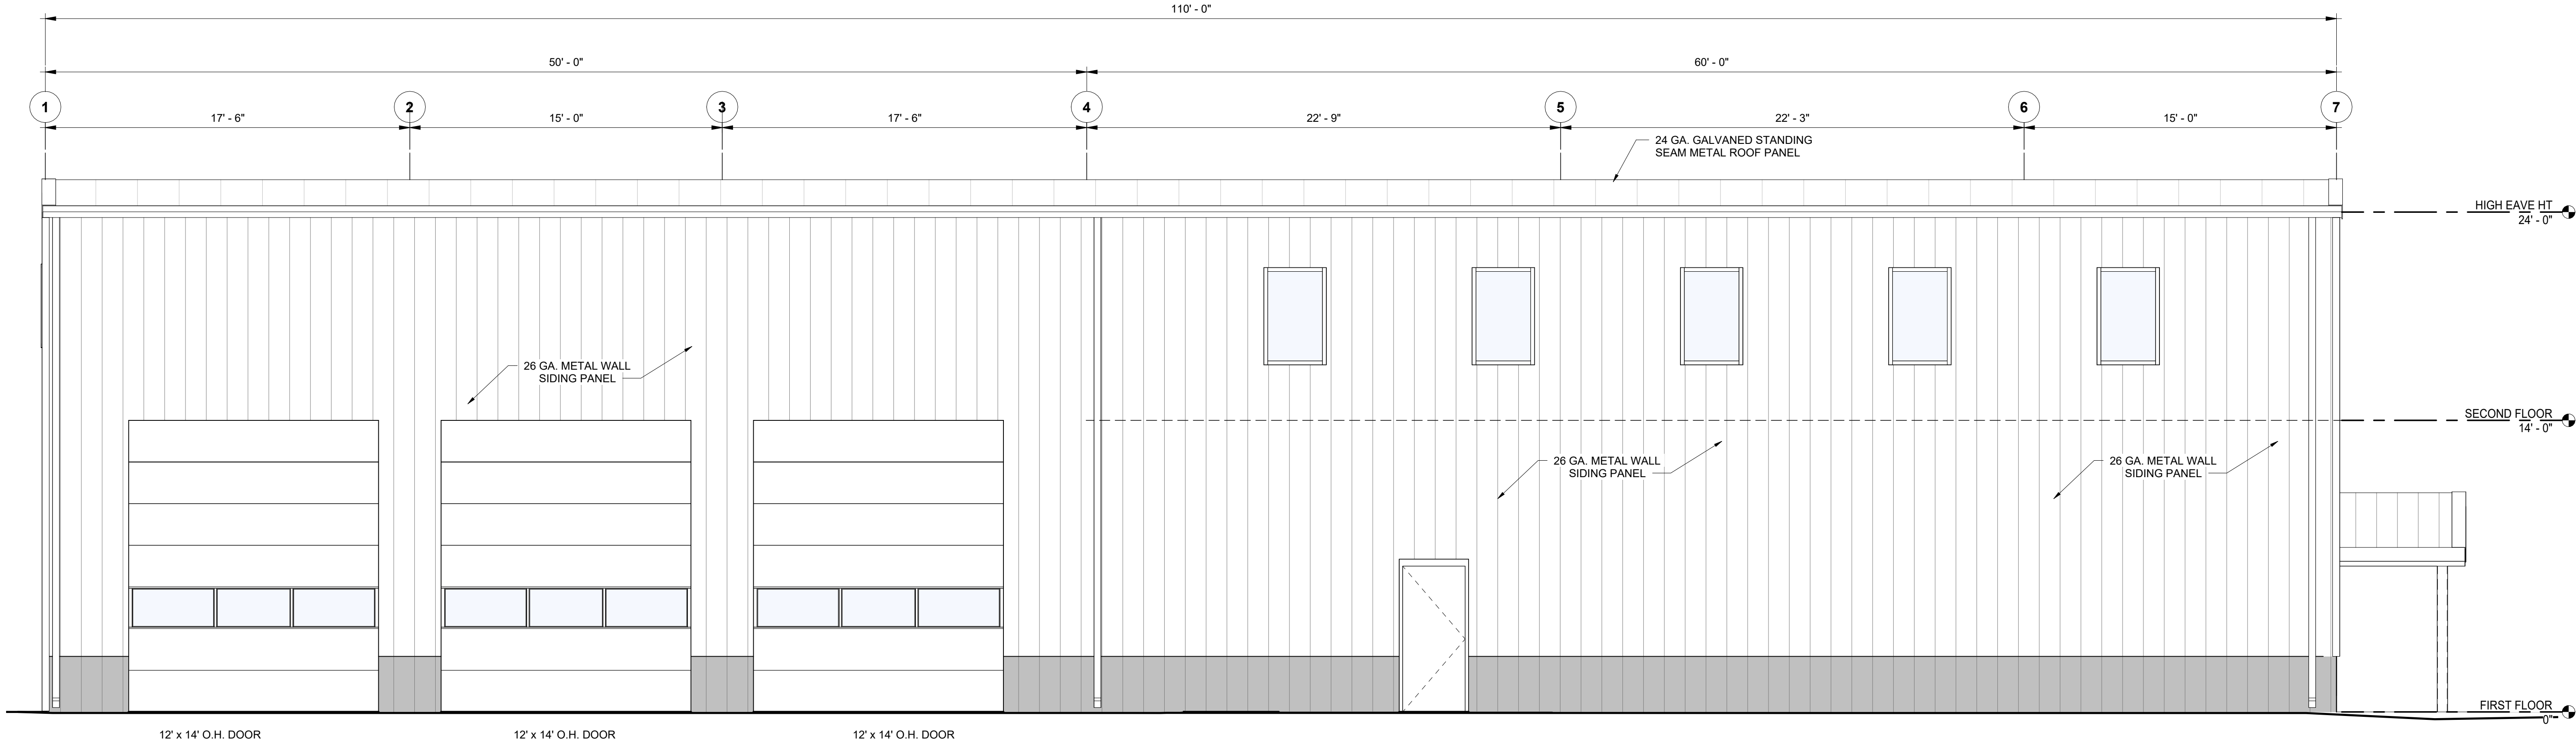 110' - 0"
50' - 0"
60' - 0"
1
2
3
4
5
6
7
17' - 6"
15' - 0"
17' - 6"
22' - 9"
22' - 3"
15' - 0"
24 GA. GALVANED STANDING
SEAM METAL ROOF PANEL
HIGH EAVE HT
24' - 0"
26 GA. METAL WALL
SIDING PANEL
SECOND FLOOR
14' - 0"
26 GA. METAL WALL
SIDING PANEL
26 GA. METAL WALL
SIDING PANEL
FIRST FLOOR
0"
12' x 14' O.H. DOOR
12' x 14' O.H. DOOR
12' x 14' O.H. DOOR